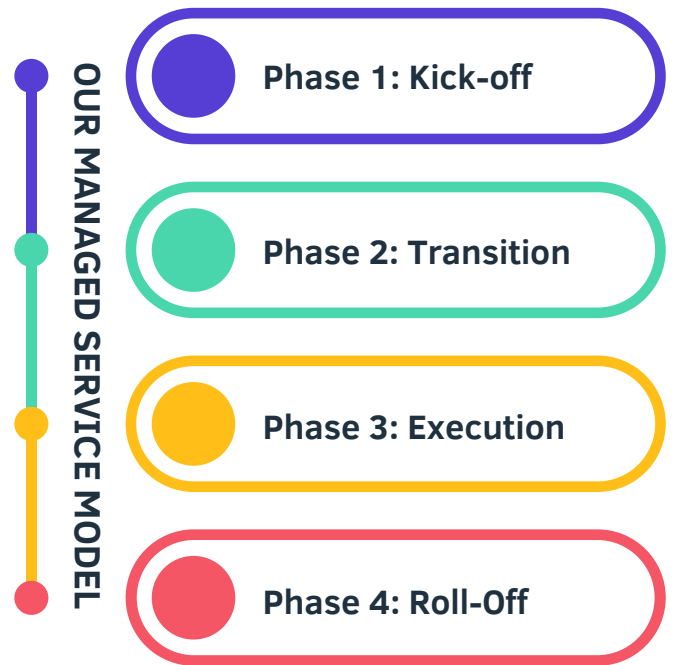 OUR MANAGED SERVICE MODEL
Phase 1: Kick-off
Phase 2: Transition
Phase 3: Execution
Phase 4: Roll-Off